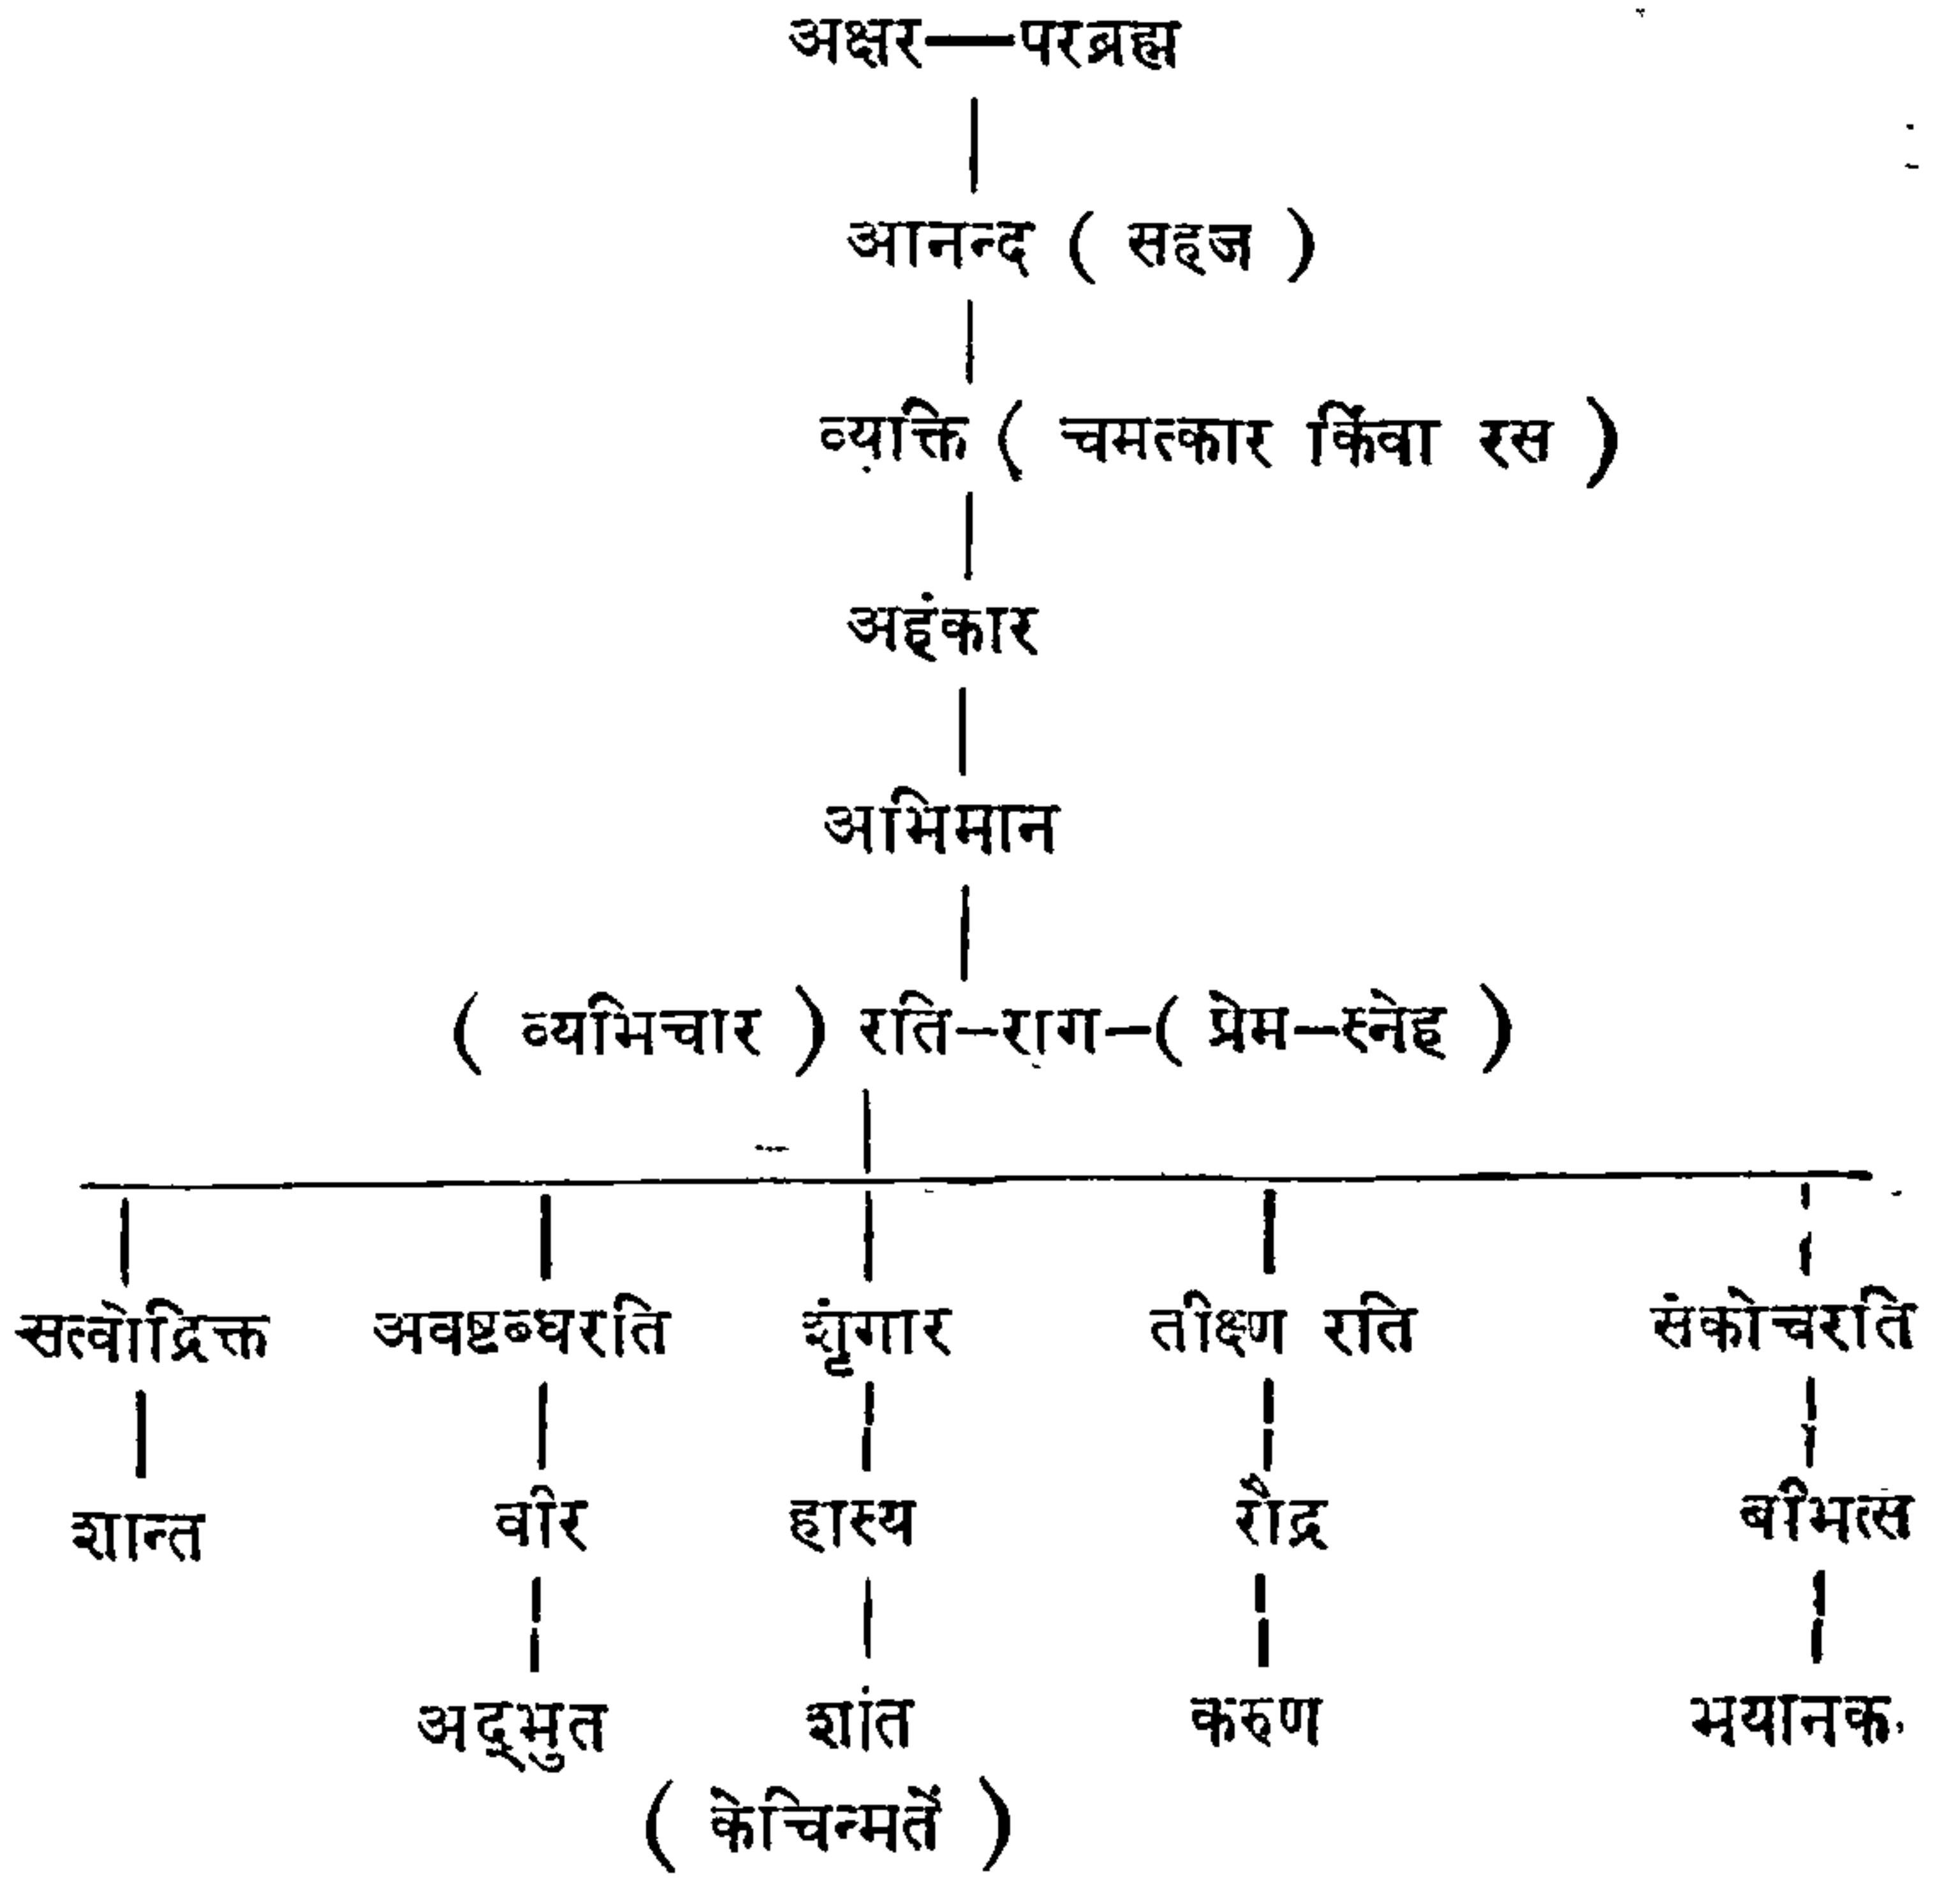 अक्षर—परब्रह्म
आनन्द ( सहज )
व्यक्ति ( चमत्कार किंवा रस )
अहंकार
अभिमान
( व्यभिचार ) रति–राग–( प्रेम–स्नेह )
सत्वोद्रिक्त अवष्टब्धरति शृंगार तीक्ष्ण रति संकोचरति
शान्त वीर हास्य रौद्र बीभत्स
अद्भुत शांत करुण भयानक
( केचिन्मतें )